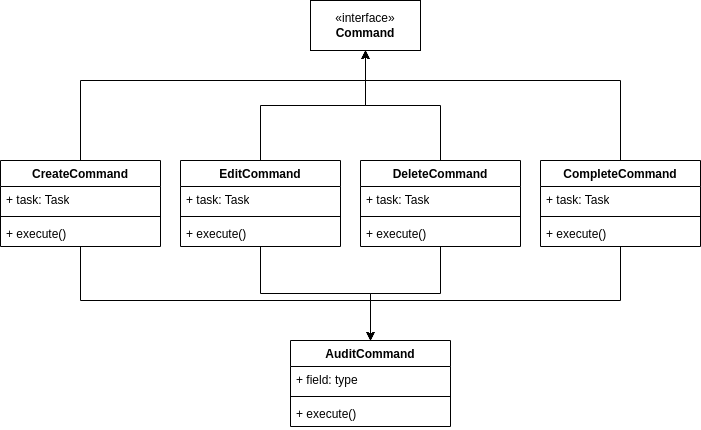 «interface»
Command
CreateCommand
+ task: Task
+ execute()
EditCommand
+ task: Task
+ execute()
DeleteCommand
+ task: Task
+ execute()
CompleteCommand
+ task: Task
+ execute()
AuditCommand
+ field: type
+ execute()